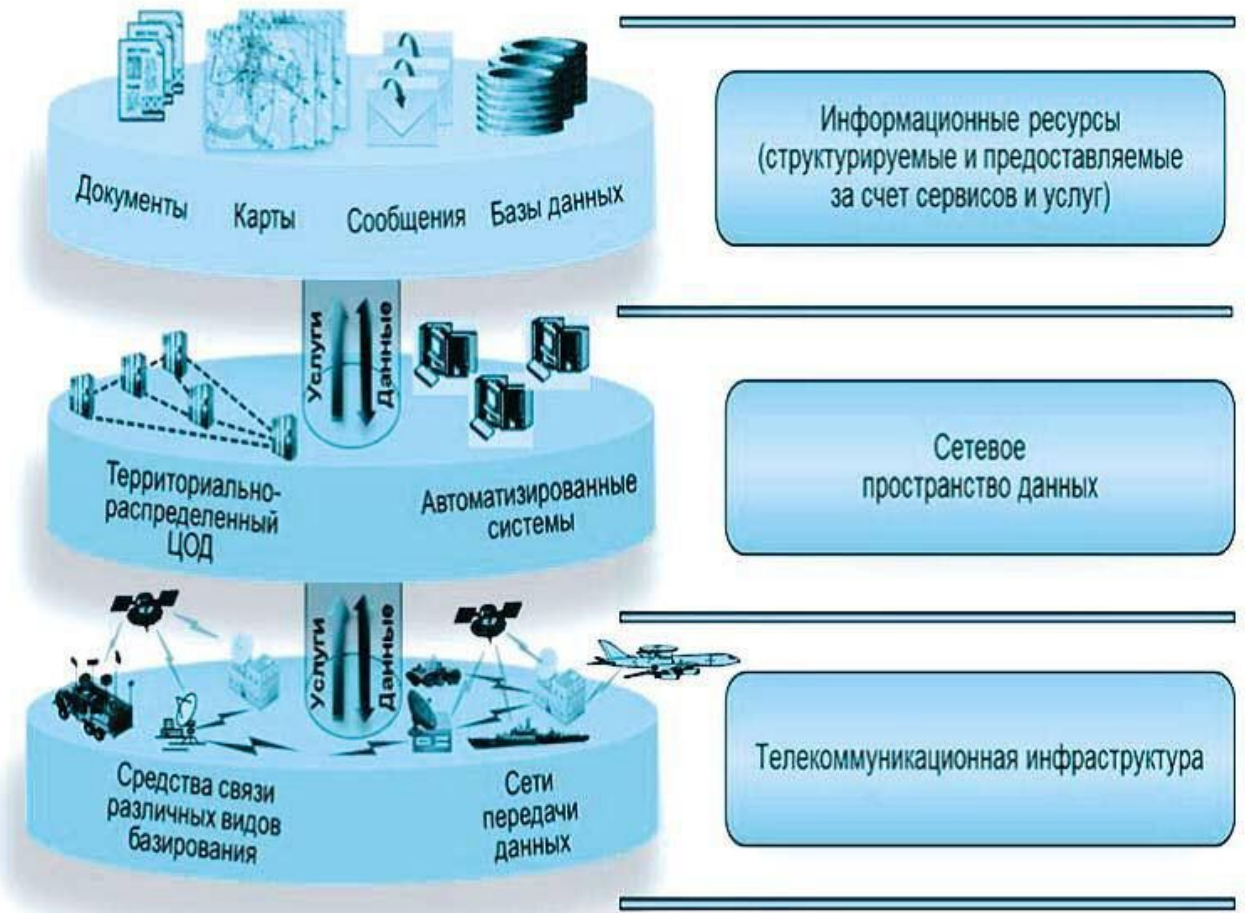 Документы
Карты
Сообщения
Базы данных
Информационные ресурсы
(структурируемые и предоставляемые
за счет сервисов и услуг)
Услуги
Данные
Территориально-
распределенный
ЦОД
Автоматизированные
системы
Сетевое
пространство данных
Услуги
Данные
Средства связи
различных видов
базирования
Сети
передачи
данных
Телекоммуникационная инфраструктура